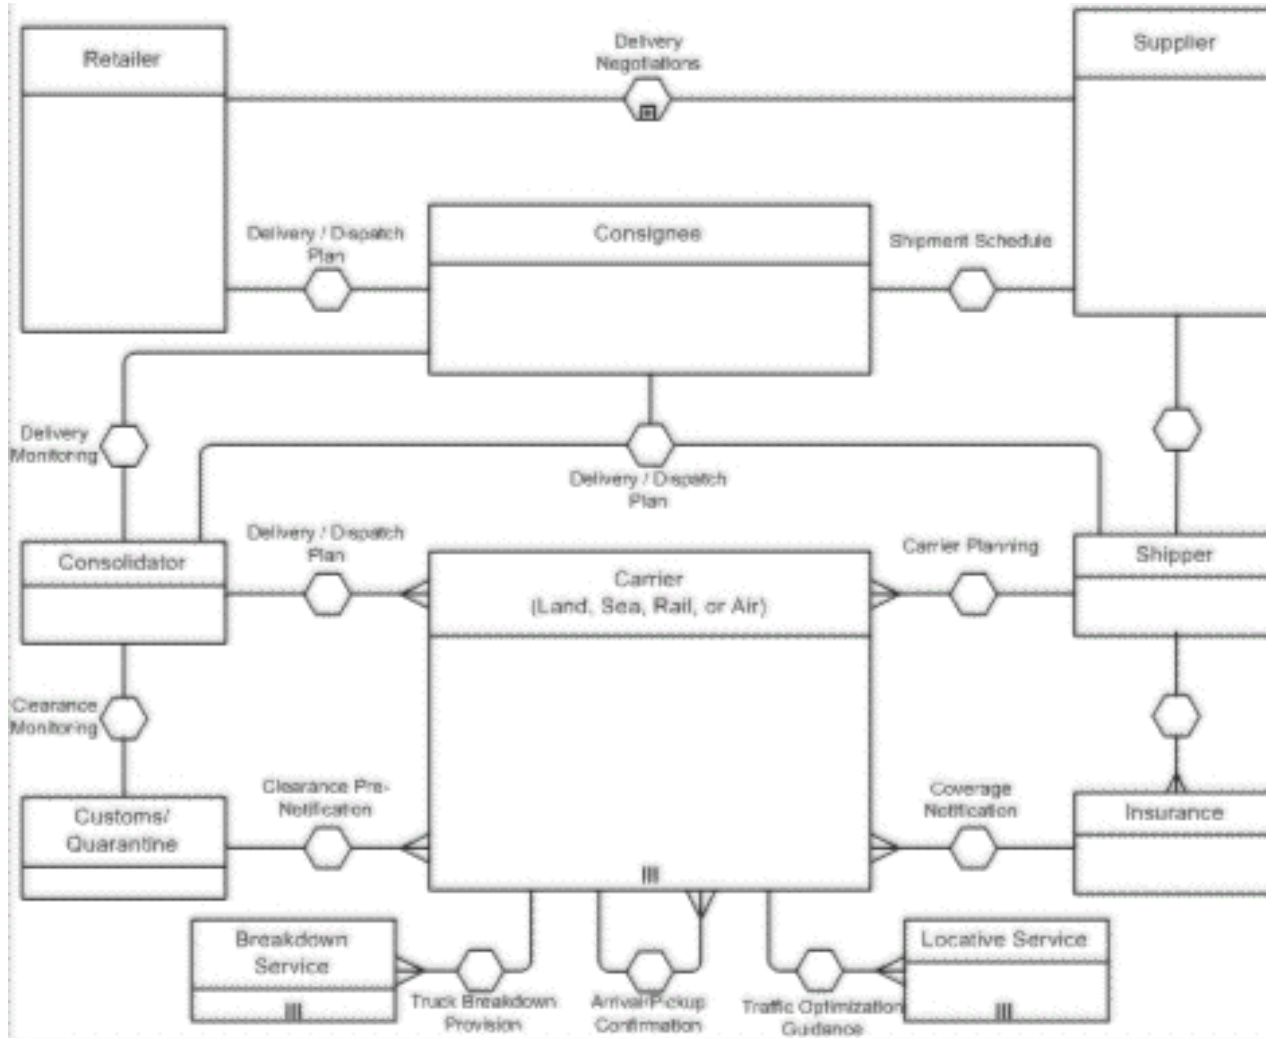 Retailer
Delivery
Negotiations
Supplier
Delivery / Dispatch
Plan
Consignee
Shipment Schedule
Delivery
Monitoring
Delivery / Dispatch
Plan
Consolidator
Delivery / Dispatch
Plan
Carrier
(Land, Sea, Rail, or Air)
Carrier Planning
Shipper
Clearance
Monitoring
Customs/
Quarantine
Clearance Pre-
Notification
Coverage
Notification
Insurance
Breakdown
Service
Truck Breakdown
Provision
Arrival/Pickup
Confirmation
Traffic Optimization
Guidance
Locative Service